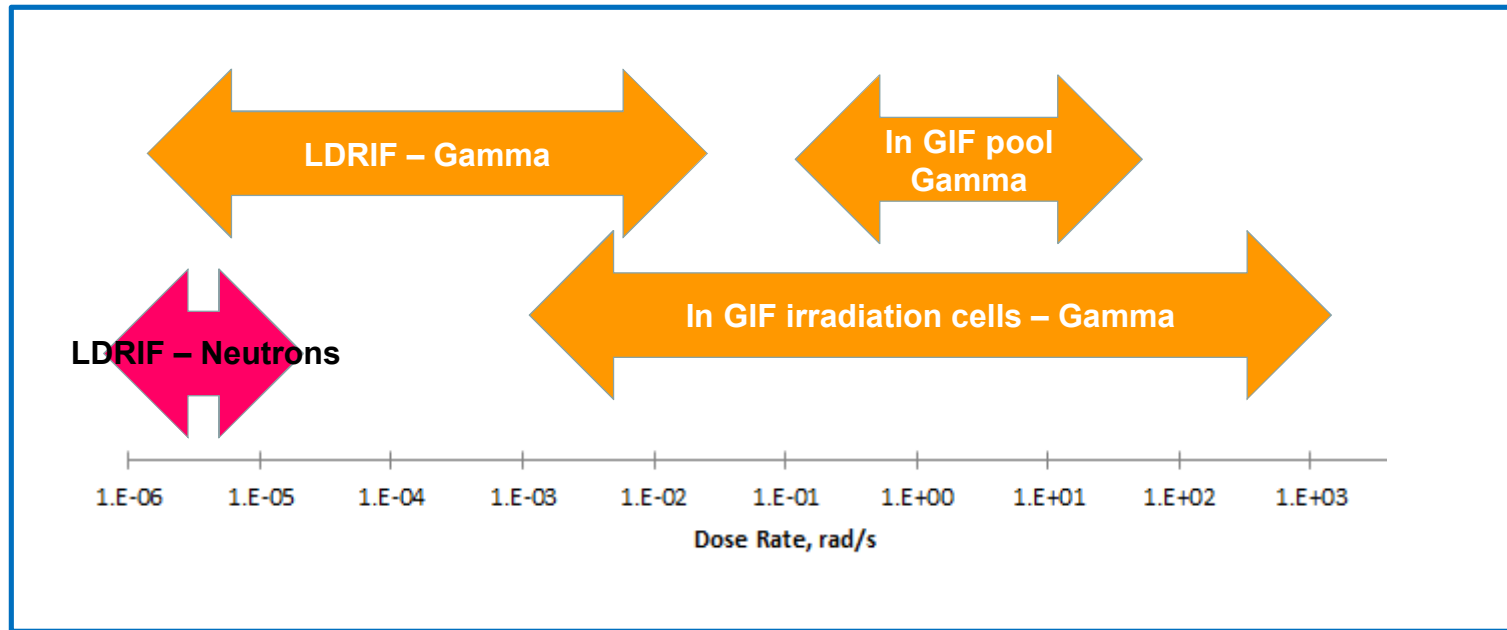 LDRIF – Gamma
In GIF pool
Gamma
In GIF irradiation cells – Gamma
LDRIF – Neutrons
1.E-06 1.E-05 1.E-04 1.E-03 1.E-02 1.E-01 1.E+00 1.E+01 1.E+02 1.E+03
Dose Rate, rad/s